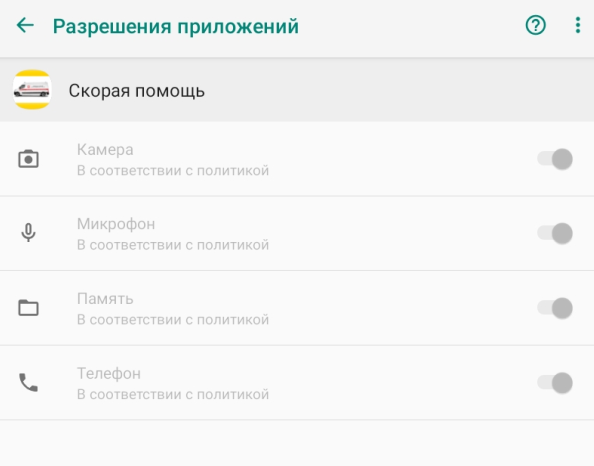 Разрешения приложений
Скорая помощь
Камера
В соответствии с политикой
Микрофон
В соответствии с политикой
Память
В соответствии с политикой
Телефон
В соответствии с политикой